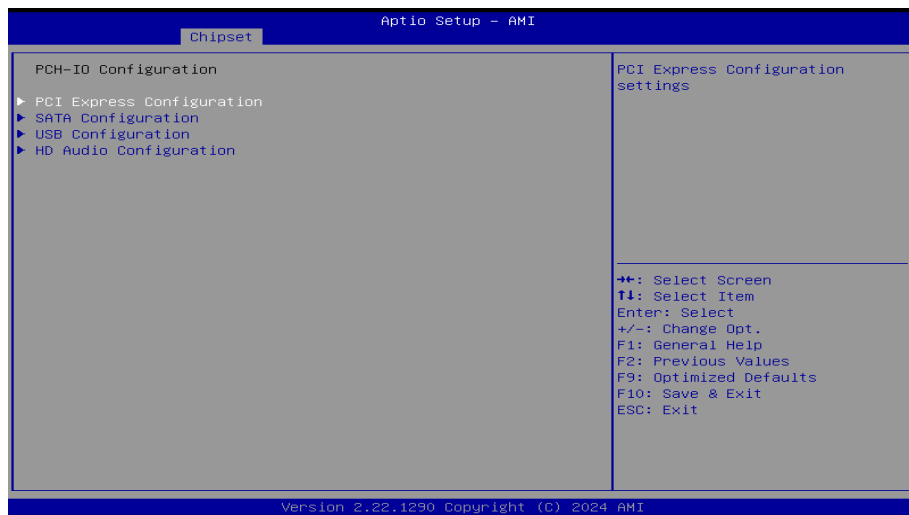 Aptio Setup – AMI
Chipset
PCH-IO Configuration
▶ PCI Express Configuration
▶ SATA Configuration
▶ USB Configuration
▶ HD Audio Configuration
PCI Express Configuration
settings
→←: Select Screen
↑↓: Select Item
Enter: Select
+/-: Change Opt.
F1: General Help
F2: Previous Values
F9: Optimized Defaults
F10: Save & Exit
ESC: Exit
Version 2.22.1290 Copyright (C) 2024 AMI